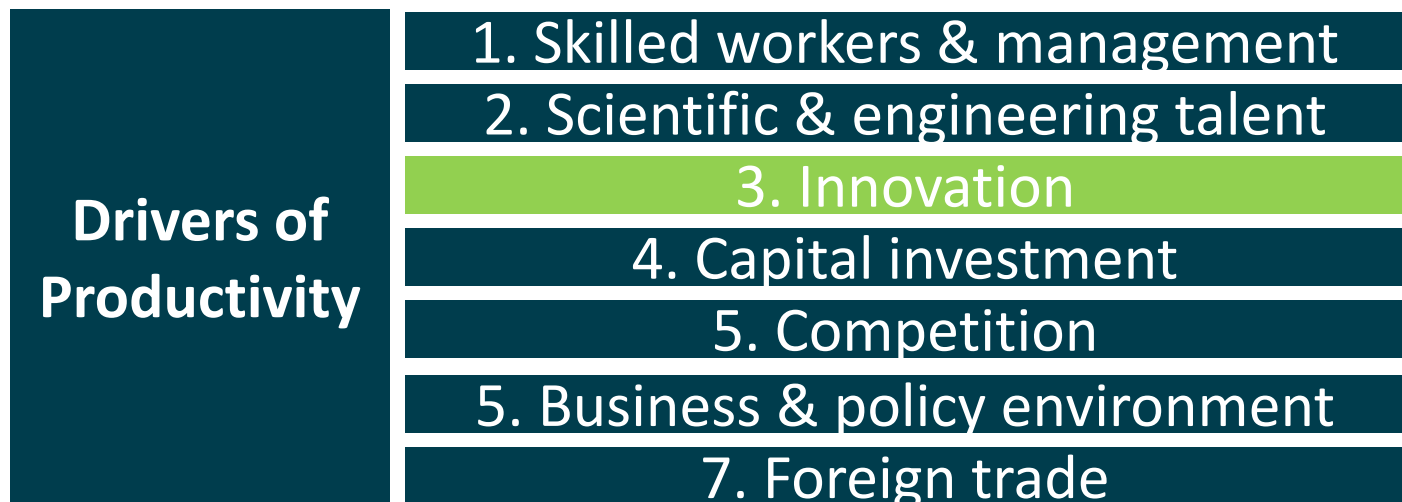 Drivers of
Productivity
1. Skilled workers & management
2. Scientific & engineering talent
3. Innovation
4. Capital investment
5. Competition
5. Business & policy environment
7. Foreign trade